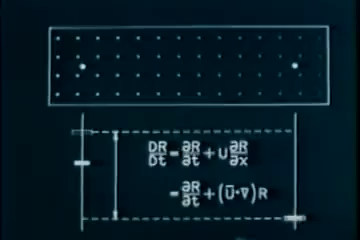 DR/Dt = ∂R/∂t + U ∂R/∂x
= ∂R/∂t + (Ū·∇)R